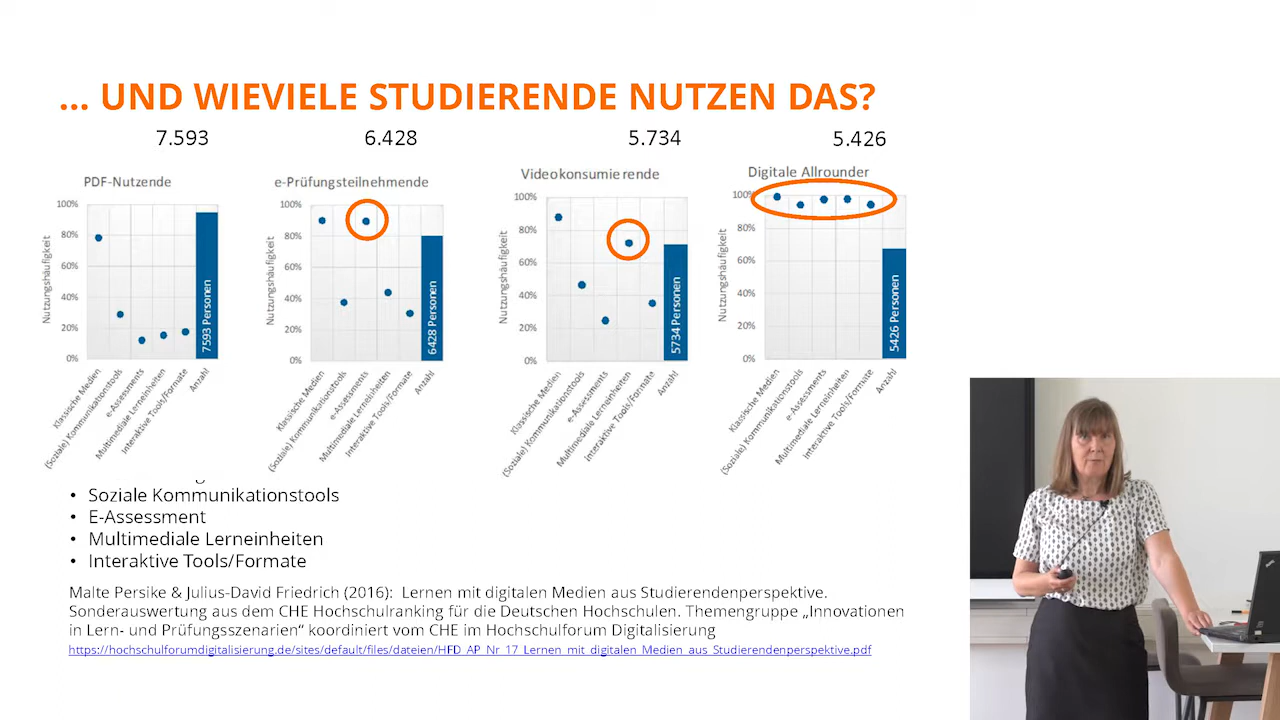 ... UND WIEVIELE STUDIERENDE NUTZEN DAS?
7.593
6.428
5.734
5.426
PDF-Nutzende
Nutzungshäufigkeit
100%
80%
60%
40%
20%
0%
7593 Personen
Klassische Medien
(Soziale) Kommunikationstools
e-Assessments
Multimediale Lerneinheiten
Interaktive Tools/Formate
Anzahl
e-Prüfungsteilnehmende
Nutzungshäufigkeit
100%
80%
60%
40%
20%
0%
6428 Personen
Klassische Medien
(Soziale) Kommunikationstools
e-Assessments
Multimediale Lerneinheiten
Interaktive Tools/Formate
Anzahl
Videokonsumierende
Nutzungshäufigkeit
100%
80%
60%
40%
20%
0%
5734 Personen
Klassische Medien
(Soziale) Kommunikationstools
e-Assessments
Multimediale Lerneinheiten
Interaktive Tools/Formate
Anzahl
Digitale Allrounder
Nutzungshäufigkeit
100%
80%
60%
40%
20%
0%
5426 Personen
Klassische Medien
(Soziale) Kommunikationstools
e-Assessments
Multimediale Lerneinheiten
Interaktive Tools/Formate
Anzahl
• Soziale Kommunikationstools
• E-Assessment
• Multimediale Lerneinheiten
• Interaktive Tools/Formate
Malte Persike & Julius-David Friedrich (2016): Lernen mit digitalen Medien aus Studierendenperspektive.
Sonderauswertung aus dem CHE Hochschulranking für die Deutschen Hochschulen. Themengruppe „Innovationen
in Lern- und Prüfungsszenarien“ koordiniert vom CHE im Hochschulforum Digitalisierung
https://hochschulforumdigitalisierung.de/sites/default/files/dateien/HFD_AP_Nr_17_Lernen_mit_digitalen_Medien_aus_Studierendenperspektive.pdf